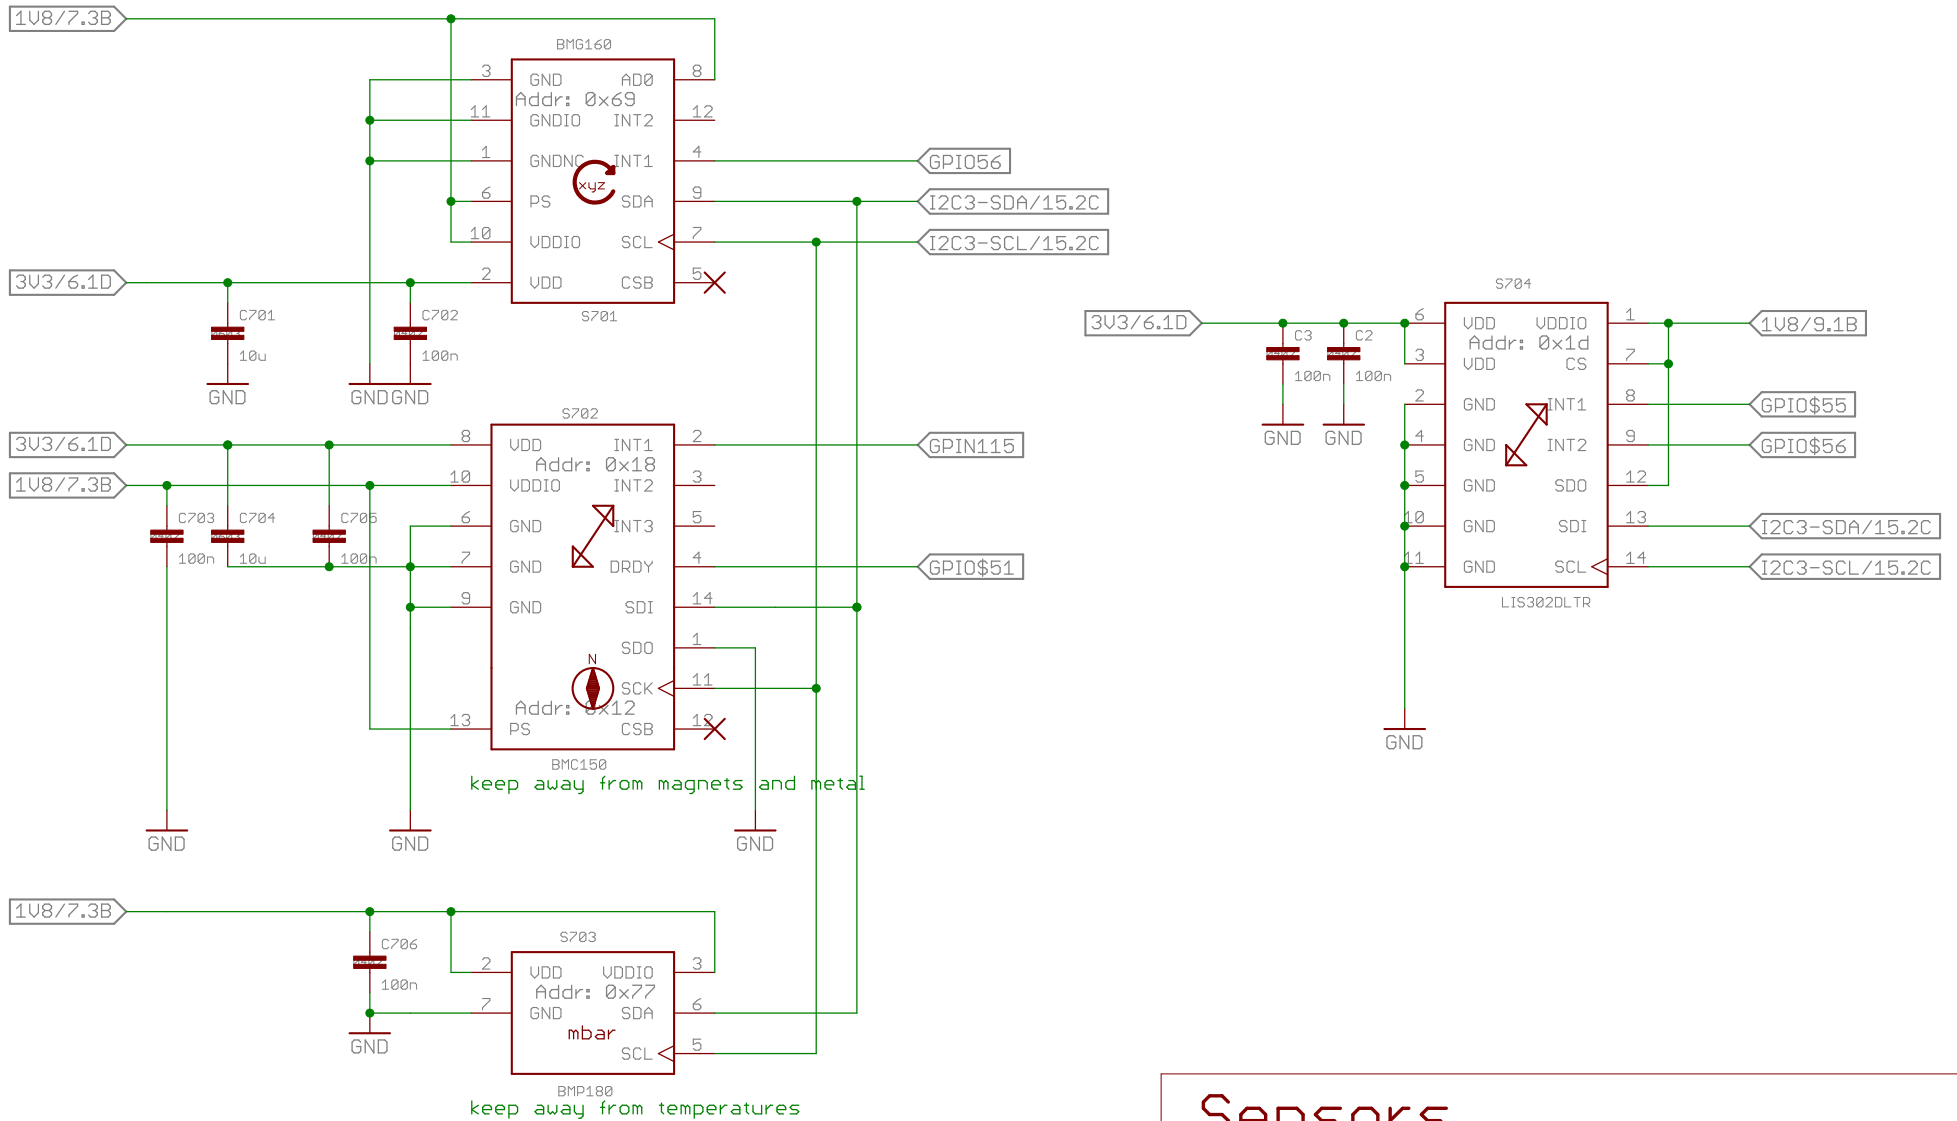 1V8/7.3B
BMG160
3 GND AD0 8
Addr: 0x69
11 GNDIO INT2 12
1 GNDNC INT1 4
GPIO56
xyz
6 PS SDA 9
I2C3-SDA/15.2C
10 VDDIO SCL 7
I2C3-SCL/15.2C
3V3/6.1D
2 VDD CSB 5
S701
C701
10u
GND
C702
100n
GND GND
S702
3V3/6.1D
8 VDD INT1 2
GPIN115
Addr: 0x18
1V8/7.3B
10 VDDIO INT2 3
6 GND INT3 5
C703
100n
C704
10u
C705
100n
7 GND DRDY 4
GPIO$51
9 GND SDI 14
SDO 1
N
SCK 11
Addr: 0x12
13 PS CSB 12
BMC150
keep away from magnets and metal
GND
GND
GND
1V8/7.3B
S703
C706
100n
GND
2 VDD VDDIO 3
Addr: 0x77
7 GND SDA 6
mbar
SCL 5
BMP180
keep away from temperatures
S704
3V3/6.1D
6 VDD VDDIO 1
1V8/9.1B
Addr: 0x1d
3 VDD CS 7
C3
100n
GND
C2
100n
GND
2 GND INT1 8
GPIO$55
4 GND INT2 9
GPIO$56
5 GND SDO 12
10 GND SDI 13
I2C3-SDA/15.2C
11 GND SCL 14
I2C3-SCL/15.2C
LIS302DLTR
GND
Sensors